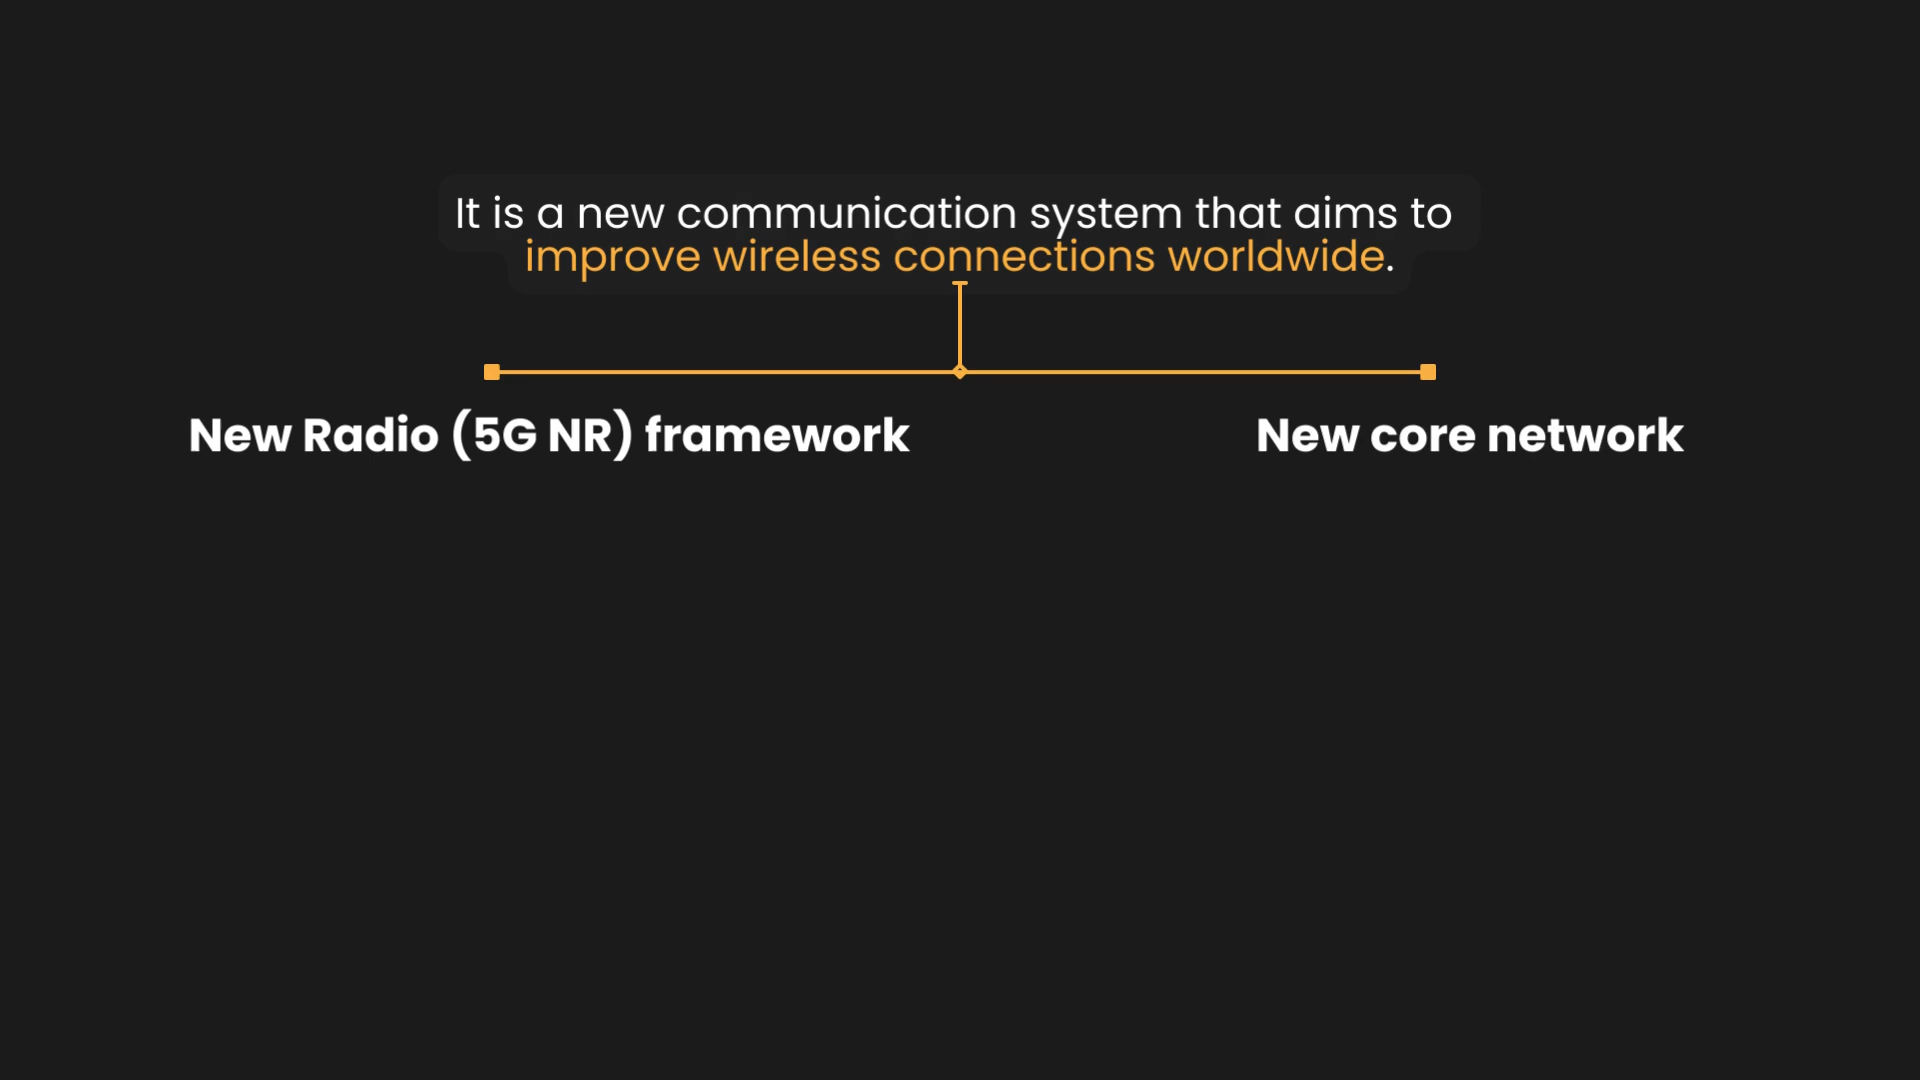 It is a new communication system that aims to
improve wireless connections worldwide.
New Radio (5G NR) framework
New core network